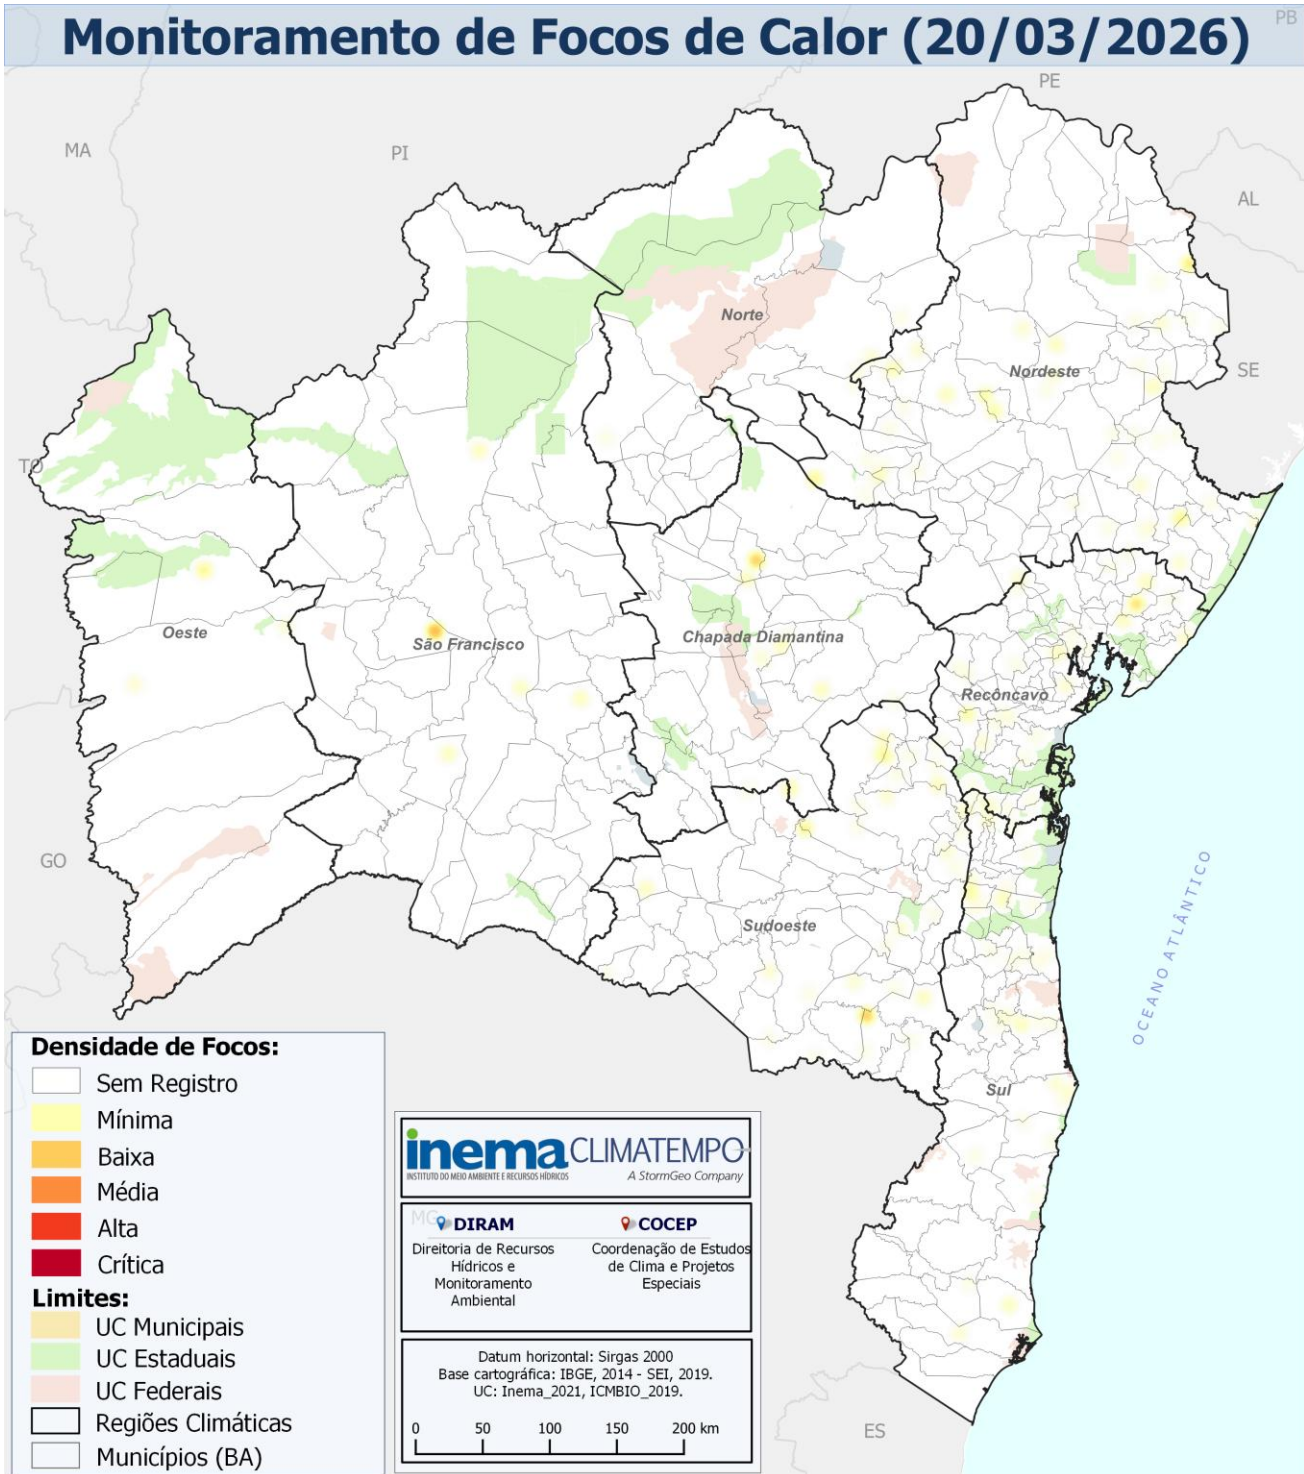 Monitoramento de Focos de Calor (20/03/2026)
PB
PE
MA
PI
AL
Norte
Nordeste
SE
TO
Oeste
São Francisco
Chapada Diamantina
Recôncavo
GO
Sudoeste
OCEANO ATLÂNTICO
Sul
Densidade de Focos:
Sem Registro
Mínima
Baixa
Média
Alta
Crítica
Limites:
UC Municipais
UC Estaduais
UC Federais
Regiões Climáticas
Municípios (BA)
inema
INSTITUTO DO MEIO AMBIENTE E RECURSOS HÍDRICOS
CLIMATEMPO
A StormGeo Company
MG
DIRAM
Direitoria de Recursos
Hídricos e
Monitoramento
Ambiental
COCEP
Coordenação de Estudos
de Clima e Projetos
Especiais
Datum horizontal: Sirgas 2000
Base cartográfica: IBGE, 2014 - SEI, 2019.
UC: Inema_2021, ICMBIO_2019.
0 50 100 150 200 km
ES